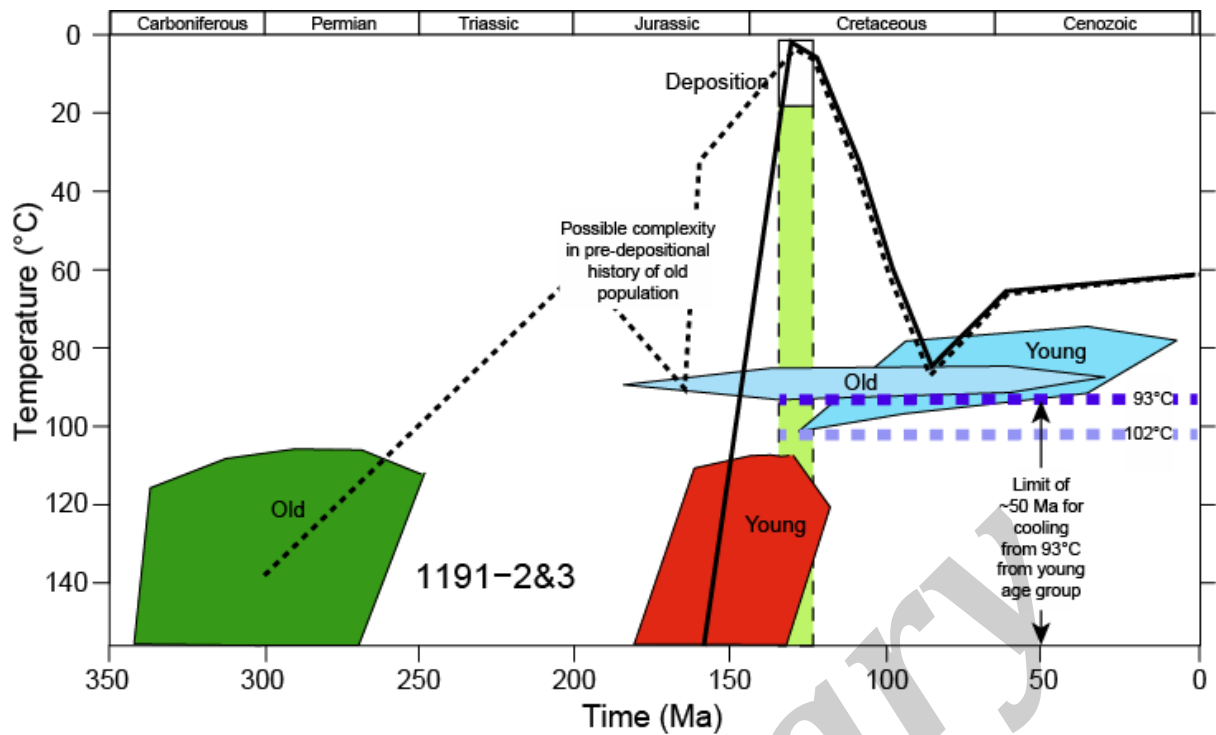 Carboniferous Permian Triassic Jurassic Cretaceous Cenozoic
0
20
40
60
80
100
120
140
Temperature (°C)
Deposition
Possible complexity
in pre-depositional
history of old
population
Young
Old
93°C
102°C
Limit of
~50 Ma for
cooling
from 93°C
from young
age group
Old
Young
1191−2&3
350 300 250 200 150 100 50 0
Time (Ma)